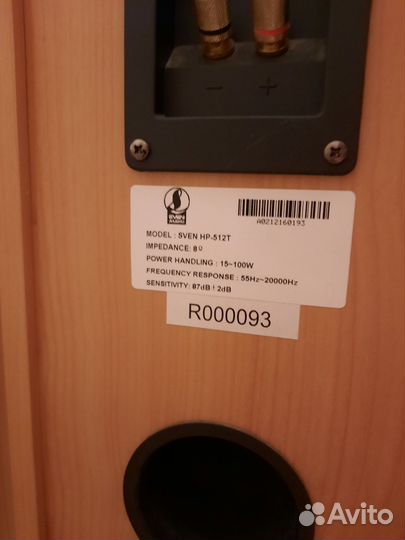 − +
SVEN
A0212160193
MODEL : SVEN HP-512T
IMPEDANCE: 8Ω
POWER HANDLING : 15~100W
FREQUENCY RESPONSE : 55Hz~20000Hz
SENSITIVITY: 87dB ! 2dB
R000093
Avito